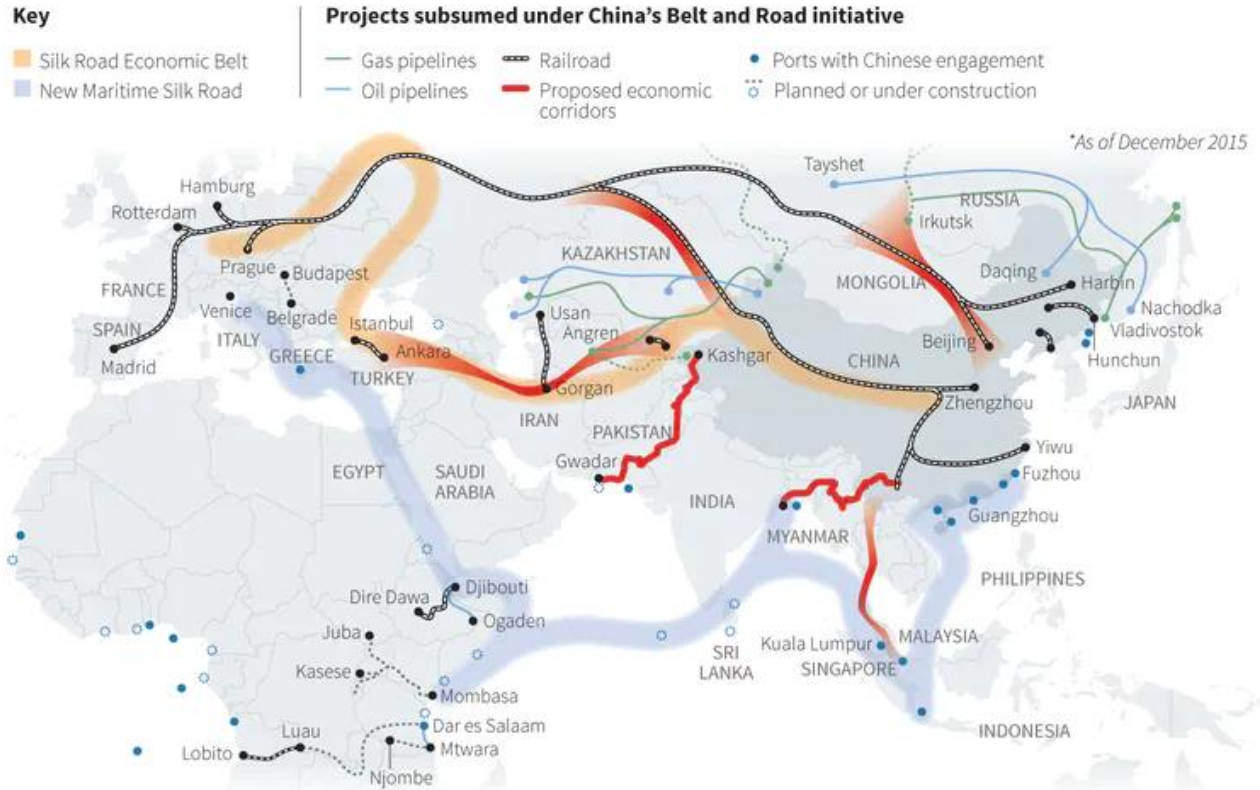 Key
Silk Road Economic Belt
New Maritime Silk Road
Projects subsumed under China's Belt and Road initiative
Gas pipelines
Oil pipelines
Railroad
Proposed economic
corridors
Ports with Chinese engagement
Planned or under construction
*As of December 2015
Tayshet
Hamburg
Rotterdam
RUSSIA
Irkutsk
KAZAKHSTAN
Prague
Budapest
Daqing
Harbin
MONGOLIA
FRANCE
Venice
Belgrade
Usan
Nachodka
SPAIN
ITALY
Istanbul
Angren
Vladivostok
Beijing
GREECE
Ankara
Kashgar
CHINA
Hunchun
Madrid
TURKEY
Gorgan
Zhengzhou
JAPAN
IRAN
PAKISTAN
Yiwu
Gwadar
EGYPT
SAUDI
ARABIA
Fuzhou
INDIA
Guangzhou
MYANMAR
PHILIPPINES
Djibouti
Dire Dawa
Ogaden
Juba
Kuala Lumpur
MALAYSIA
SRI
LANKA
SINGAPORE
Kasese
Mombasa
Dar es Salaam
Luau
INDONESIA
Lobito
Mtwara
Njombe